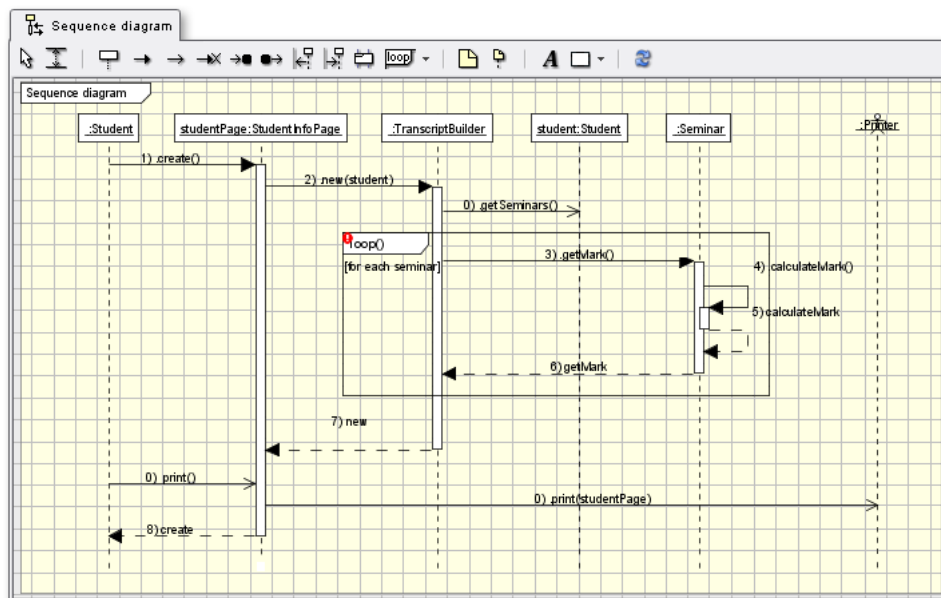 Sequence diagram
loop
A
Sequence diagram
:Student
studentPage:StudentInfoPage
:TranscriptBuilder
student:Student
:Seminar
:Printer
1) .create()
2) .new(student)
0) .getSeminars()
loop()
[for each seminar]
3) .getMark()
4) .calculateMark()
5)calculateMark
6)getMark
7) new
0) .print()
0) .print(studentPage)
8)create